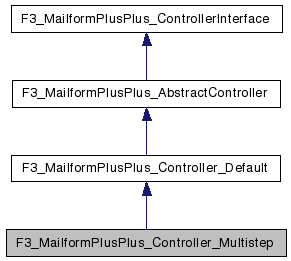 F3_MailformPlusPlus_ControllerInterface
F3_MailformPlusPlus_AbstractController
F3_MailformPlusPlus_Controller_Default
F3_MailformPlusPlus_Controller_Multistep